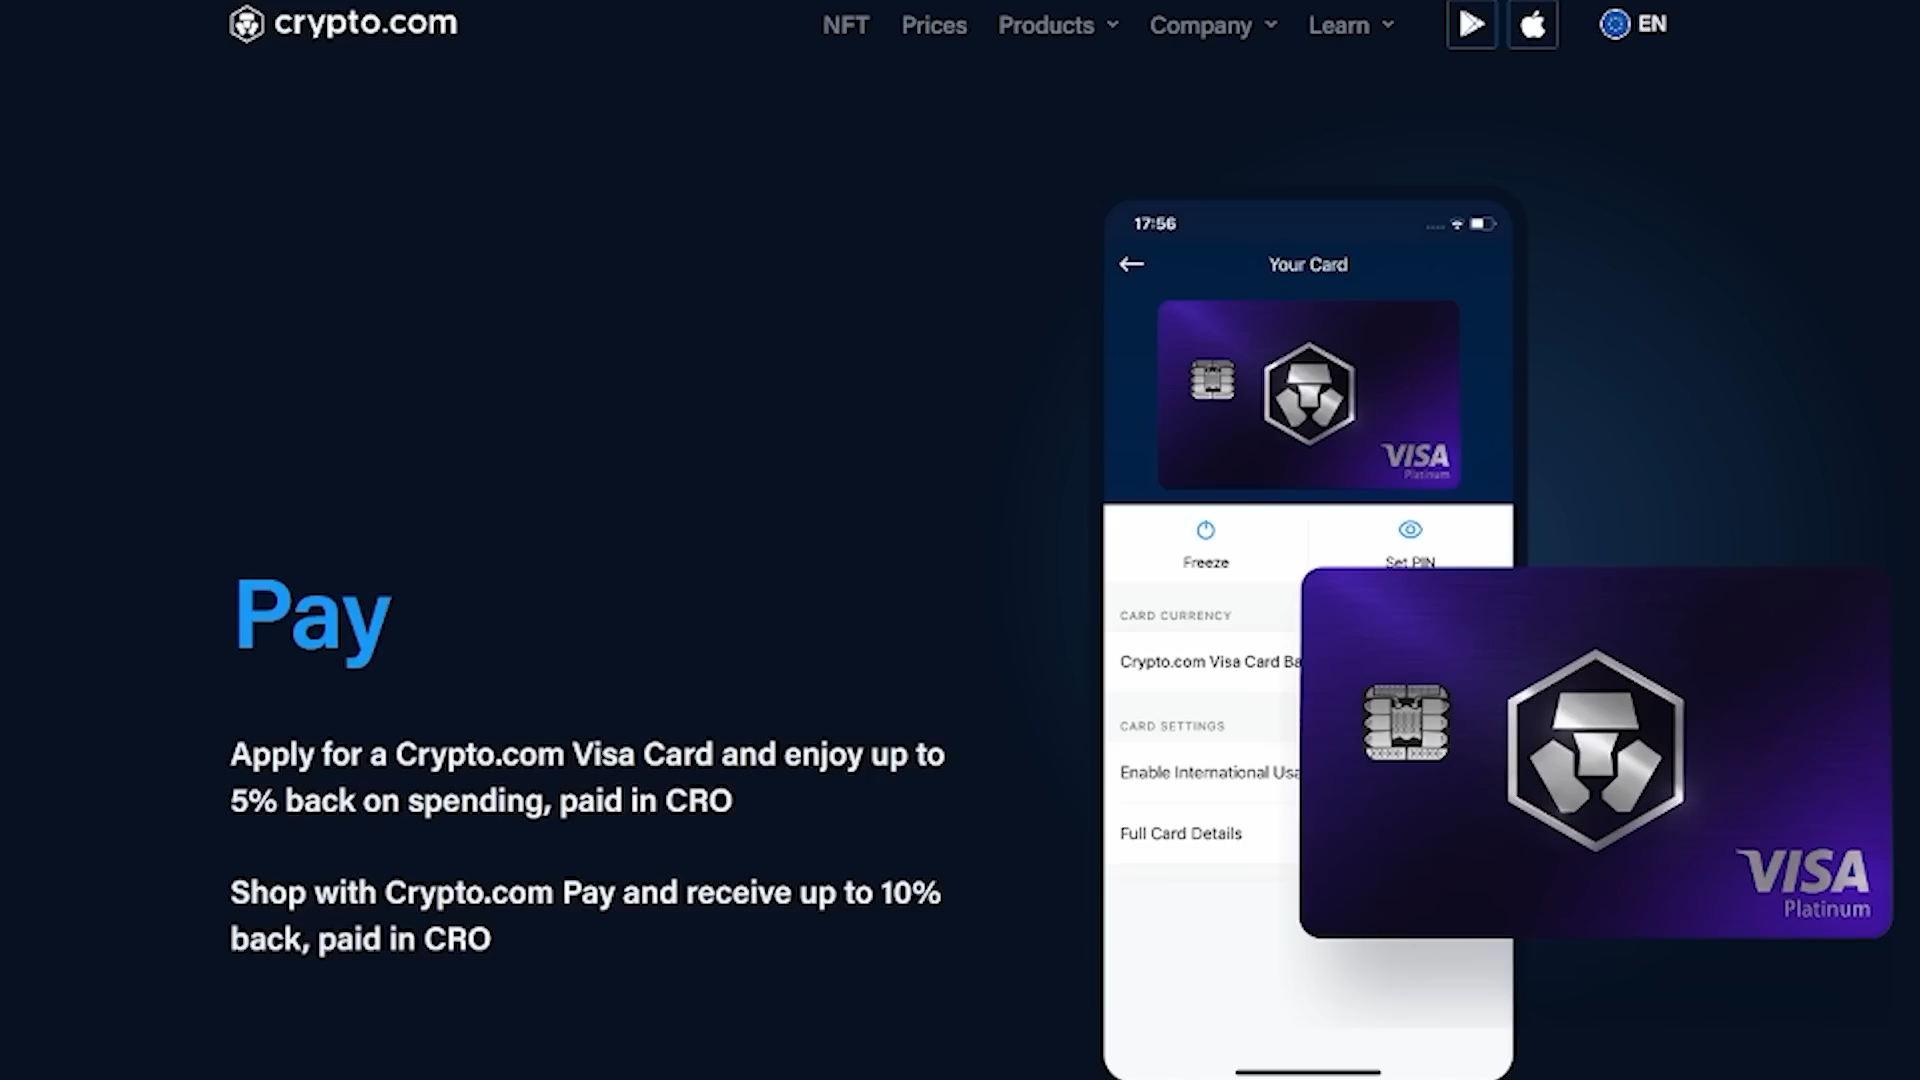 crypto.com
NFT Prices Products Company Learn EN
17:56
Your Card
VISA
Platinum
Freeze
Set PIN
CARD CURRENCY
Crypto.com Visa Card Ba
CARD SETTINGS
Enable International Usa
Full Card Details
VISA
Platinum
Pay
Apply for a Crypto.com Visa Card and enjoy up to
5% back on spending, paid in CRO
Shop with Crypto.com Pay and receive up to 10%
back, paid in CRO